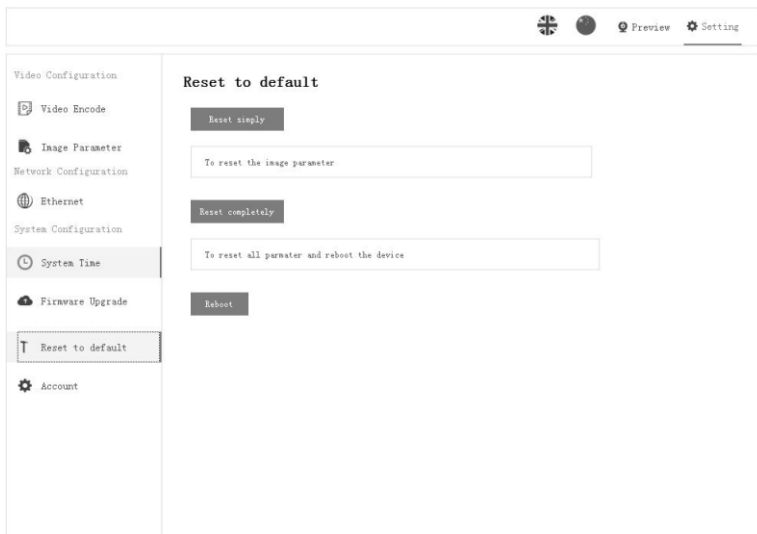 Preview
Setting
Video Configuration
Video Encode
Image Parameter
Network Configuration
Ethernet
System Configuration
System Time
Firmware Upgrade
Reset to default
Account
Reset to default
Reset simply
To reset the image parameter
Reset completely
To reset all parmater and reboot the device
Reboot